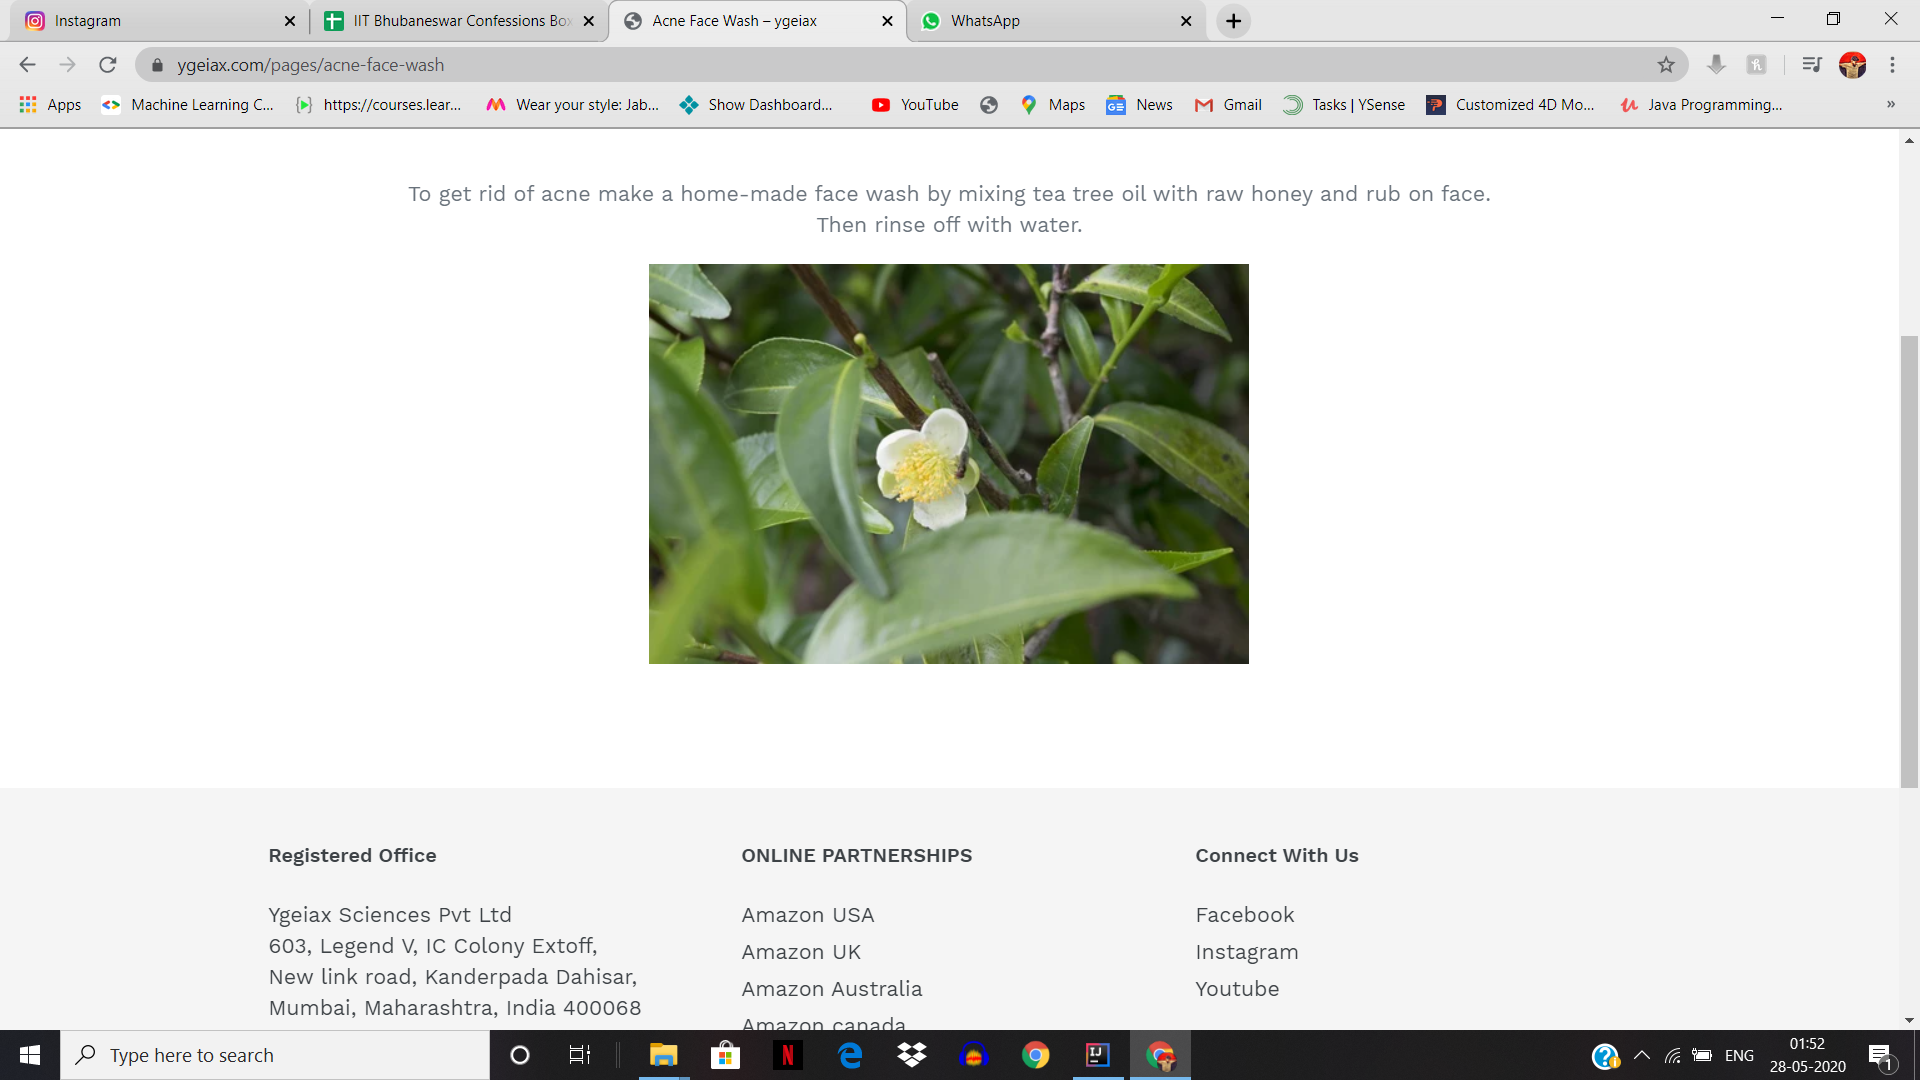 Instagram
IIT Bhubaneswar Confessions Box
Acne Face Wash – ygeiax
WhatsApp
ygeiax.com/pages/acne-face-wash
Apps
Machine Learning C...
https://courses.lear...
Wear your style: Jab...
Show Dashboard...
YouTube
Maps
News
Gmail
Tasks | YSense
Customized 4D Mo...
Java Programming...
»
To get rid of acne make a home-made face wash by mixing tea tree oil with raw honey and rub on face.
Then rinse off with water.
Registered Office
Ygeiax Sciences Pvt Ltd
603, Legend V, IC Colony Extoff,
New link road, Kanderpada Dahisar,
Mumbai, Maharashtra, India 400068
ONLINE PARTNERSHIPS
Amazon USA
Amazon UK
Amazon Australia
Amazon canada
Connect With Us
Facebook
Instagram
Youtube
Type here to search
ENG
01:52
28-05-2020
1